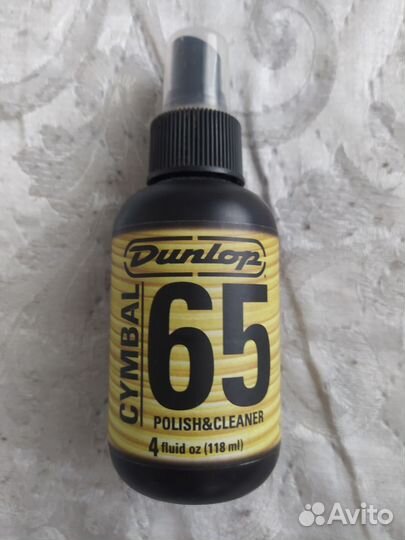 Dunlop
CYMBAL
65
POLISH&CLEANER
4 fluid oz (118 ml)
Avito